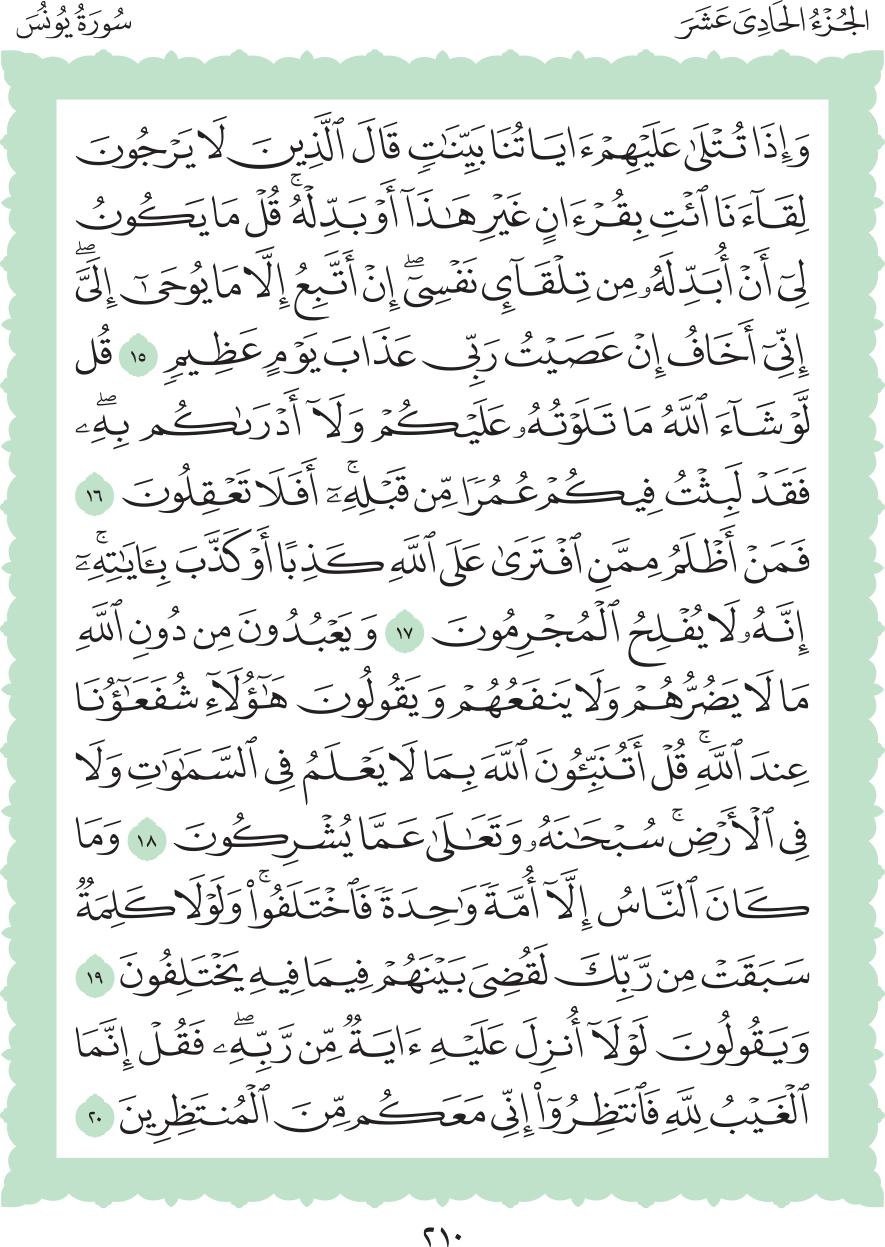 الجُزْءُ الحَادِىَ عَشَرَ
سُورَةُ يُونُسَ
وَإِذَا تُتْلَىٰ عَلَيْهِمْ ءَايَاتُنَا بَيِّنَٰتٍۢ قَالَ ٱلَّذِينَ لَا يَرْجُونَ
لِقَآءَنَا ٱئْتِ بِقُرْءَانٍ غَيْرِ هَٰذَآ أَوْ بَدِّلْهُ ۚ قُلْ مَا يَكُونُ
لِىٓ أَنْ أُبَدِّلَهُۥ مِن تِلْقَآئِ نَفْسِىٓ ۖ إِنْ أَتَّبِعُ إِلَّا مَا يُوحَىٰٓ إِلَىَّ ۖ
إِنِّىٓ أَخَافُ إِنْ عَصَيْتُ رَبِّى عَذَابَ يَوْمٍ عَظِيمٍۢ ١٥ قُل
لَّوْ شَآءَ ٱللَّهُ مَا تَلَوْتُهُۥ عَلَيْكُمْ وَلَآ أَدْرَىٰكُم بِهِۦ ۖ
فَقَدْ لَبِثْتُ فِيكُمْ عُمُرًۭا مِّن قَبْلِهِۦٓ ۚ أَفَلَا تَعْقِلُونَ ١٦
فَمَنْ أَظْلَمُ مِمَّنِ ٱفْتَرَىٰ عَلَى ٱللَّهِ كَذِبًا أَوْ كَذَّبَ بِـَٔايَٰتِهِۦٓ ۚ
إِنَّهُۥ لَا يُفْلِحُ ٱلْمُجْرِمُونَ ١٧ وَيَعْبُدُونَ مِن دُونِ ٱللَّهِ
مَا لَا يَضُرُّهُمْ وَلَا يَنفَعُهُمْ وَيَقُولُونَ هَٰٓؤُلَآءِ شُفَعَٰٓؤُنَا
عِندَ ٱللَّهِ ۚ قُلْ أَتُنَبِّـُٔونَ ٱللَّهَ بِمَا لَا يَعْلَمُ فِى ٱلسَّمَٰوَٰتِ وَلَا
فِى ٱلْأَرْضِ ۚ سُبْحَٰنَهُۥ وَتَعَٰلَىٰ عَمَّا يُشْرِكُونَ ١٨ وَمَا
كَانَ ٱلنَّاسُ إِلَّآ أُمَّةًۭ وَٰحِدَةًۭ فَٱخْتَلَفُوا۟ ۚ وَلَوْلَا كَلِمَةٌۭ
سَبَقَتْ مِن رَّبِّكَ لَقُضِىَ بَيْنَهُمْ فِيمَا فِيهِ يَخْتَلِفُونَ ١٩
وَيَقُولُونَ لَوْلَآ أُنزِلَ عَلَيْهِ ءَايَةٌۭ مِّن رَّبِّهِۦ ۖ فَقُلْ إِنَّمَا
ٱلْغَيْبُ لِلَّهِ فَٱنتَظِرُوٓا۟ إِنِّى مَعَكُم مِّنَ ٱلْمُنتَظِرِينَ ٢٠
٢١٠